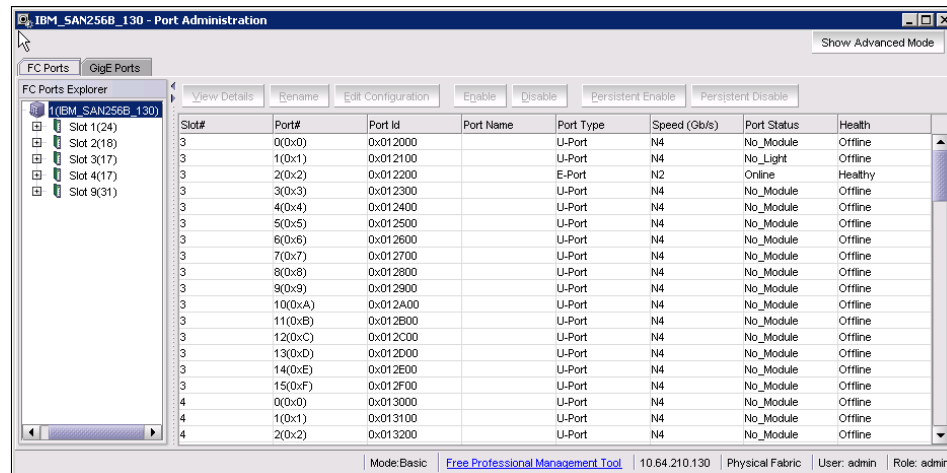 IBM_SAN256B_130 - Port Administration
Show Advanced Mode
FC Ports GigE Ports
FC Ports Explorer
1(IBM_SAN256B_130)
Slot 1(24)
Slot 2(18)
Slot 3(17)
Slot 4(17)
Slot 9(31)
View Details Rename Edit Configuration Enable Disable Persistent Enable Persistent Disable
Slot# Port# Port Id Port Name Port Type Speed (Gb/s) Port Status Health
3 0(0x0) 0x012000 U-Port N4 No_Module Offline
3 1(0x1) 0x012100 U-Port N4 No_Light Offline
3 2(0x2) 0x012200 E-Port N2 Online Healthy
3 3(0x3) 0x012300 U-Port N4 No_Module Offline
3 4(0x4) 0x012400 U-Port N4 No_Module Offline
3 5(0x5) 0x012500 U-Port N4 No_Module Offline
3 6(0x6) 0x012600 U-Port N4 No_Module Offline
3 7(0x7) 0x012700 U-Port N4 No_Module Offline
3 8(0x8) 0x012800 U-Port N4 No_Module Offline
3 9(0x9) 0x012900 U-Port N4 No_Module Offline
3 10(0xA) 0x012A00 U-Port N4 No_Module Offline
3 11(0xB) 0x012B00 U-Port N4 No_Module Offline
3 12(0xC) 0x012C00 U-Port N4 No_Module Offline
3 13(0xD) 0x012D00 U-Port N4 No_Module Offline
3 14(0xE) 0x012E00 U-Port N4 No_Module Offline
3 15(0xF) 0x012F00 U-Port N4 No_Module Offline
4 0(0x0) 0x013000 U-Port N4 No_Module Offline
4 1(0x1) 0x013100 U-Port N4 No_Module Offline
4 2(0x2) 0x013200 U-Port N4 No_Module Offline
Mode:Basic Free Professional Management Tool 10.64.210.130 Physical Fabric User: admin Role: admin